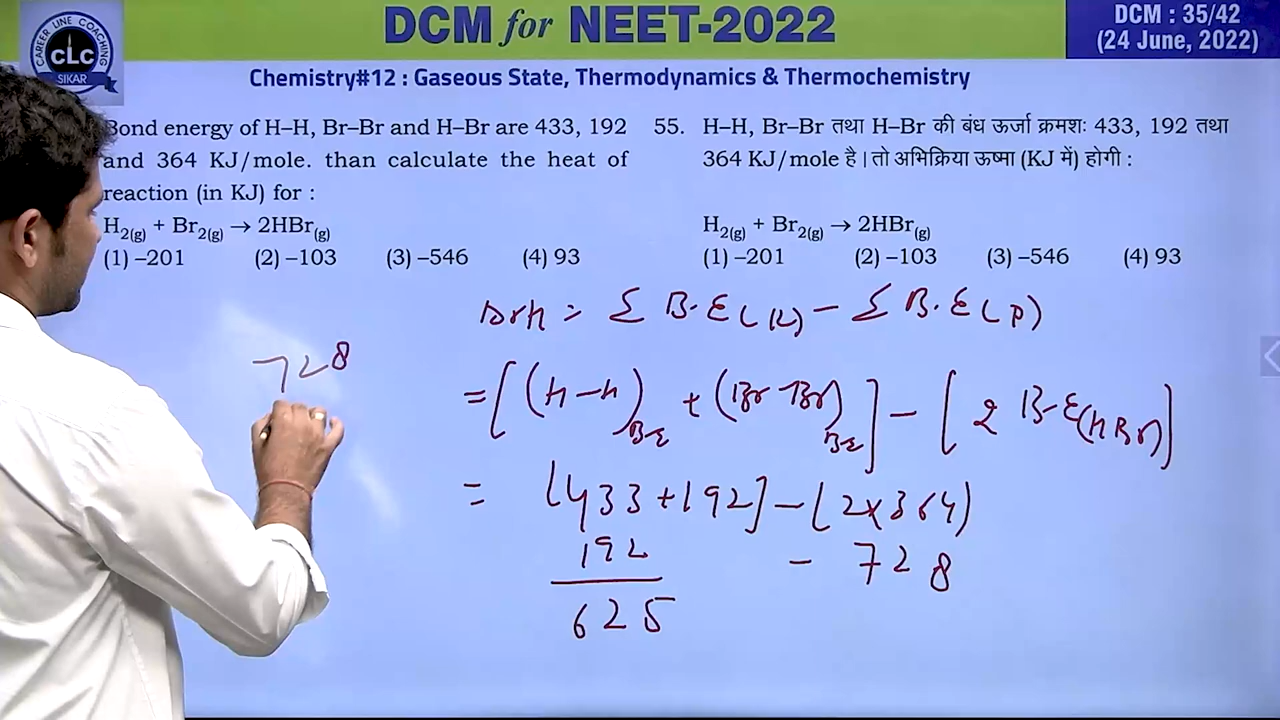 CAREER LINE COACHING
CLC
SIKAR
DCM for NEET-2022
DCM : 35/42
(24 June, 2022)
Chemistry#12 : Gaseous State, Thermodynamics & Thermochemistry
Bond energy of H–H, Br–Br and H–Br are 433, 192
and 364 KJ/mole. than calculate the heat of
reaction (in KJ) for :
H2(g) + Br2(g) → 2HBr(g)
(1) –201 (2) –103 (3) –546 (4) 93
55. H–H, Br–Br तथा H–Br की बंध ऊर्जा क्रमशः 433, 192 तथा
364 KJ/mole है। तो अभिक्रिया ऊष्मा (KJ में) होगी :
H2(g) + Br2(g) → 2HBr(g)
(1) –201 (2) –103 (3) –546 (4) 93
ΔrH = Σ B.E(R) – Σ B.E(P)
= [(H–H)B.E + (Br–Br)B.E] – [2 B.E(HBr)]
= [433+192] – [2×364)
192 – 728
625
728